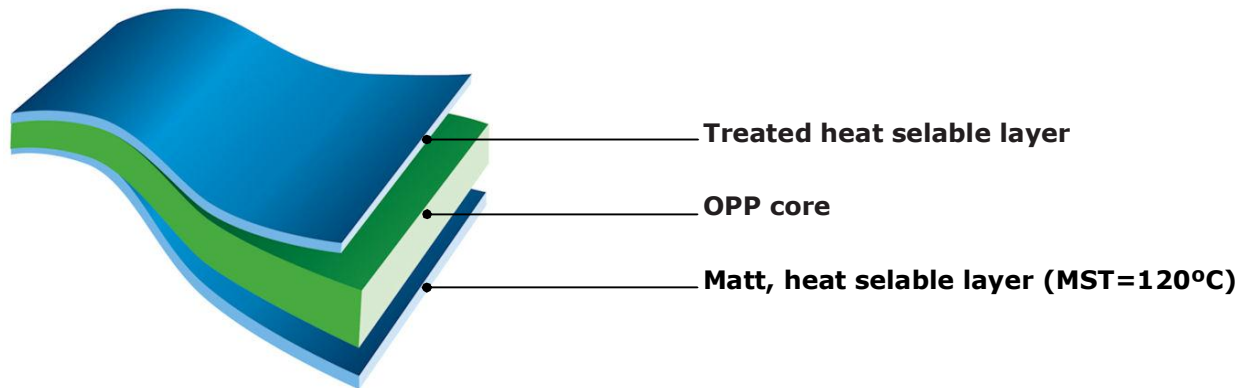 Treated heat selable layer
OPP core
Matt, heat selable layer (MST=120ºC)